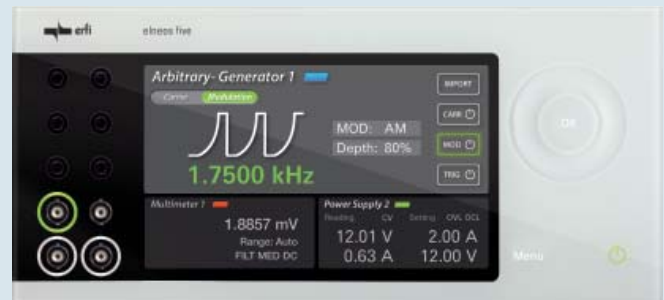 erfi elneos five
Arbitrary-Generator 1
Carrier Modulation
IMPORT
CARR
MOD: AM
MOD
Depth: 80%
1.7500 kHz
TRIG
Multimeter 1
1.8857 mV
Range: Auto
FILT MED DC
Power Supply 2
Reading CV Setting OVL OCL
12.01 V 2.00 A
0.63 A 12.00 V
OK
Menu